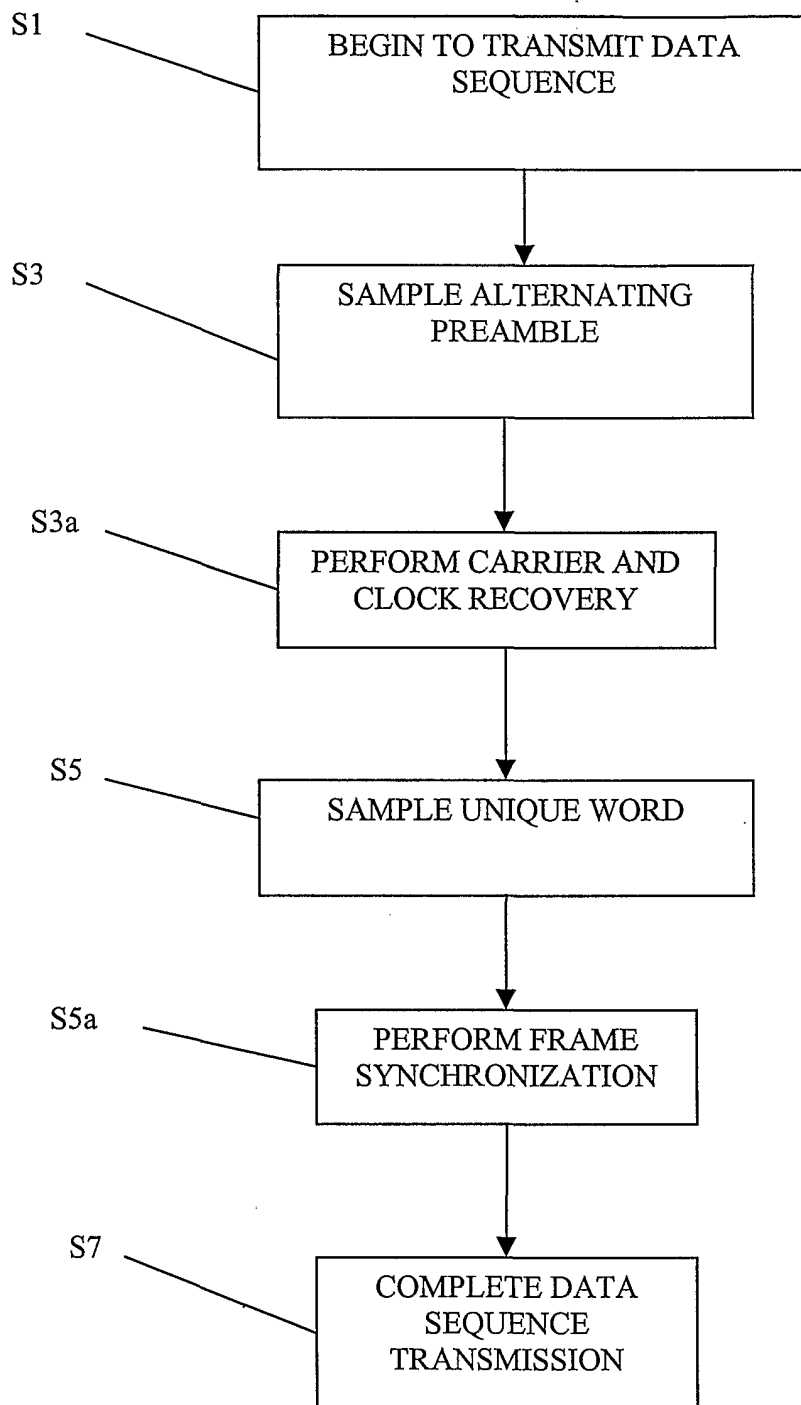 S1
BEGIN TO TRANSMIT DATA
SEQUENCE
S3
SAMPLE ALTERNATING
PREAMBLE
S3a
PERFORM CARRIER AND
CLOCK RECOVERY
S5
SAMPLE UNIQUE WORD
S5a
PERFORM FRAME
SYNCHRONIZATION
S7
COMPLETE DATA
SEQUENCE
TRANSMISSION